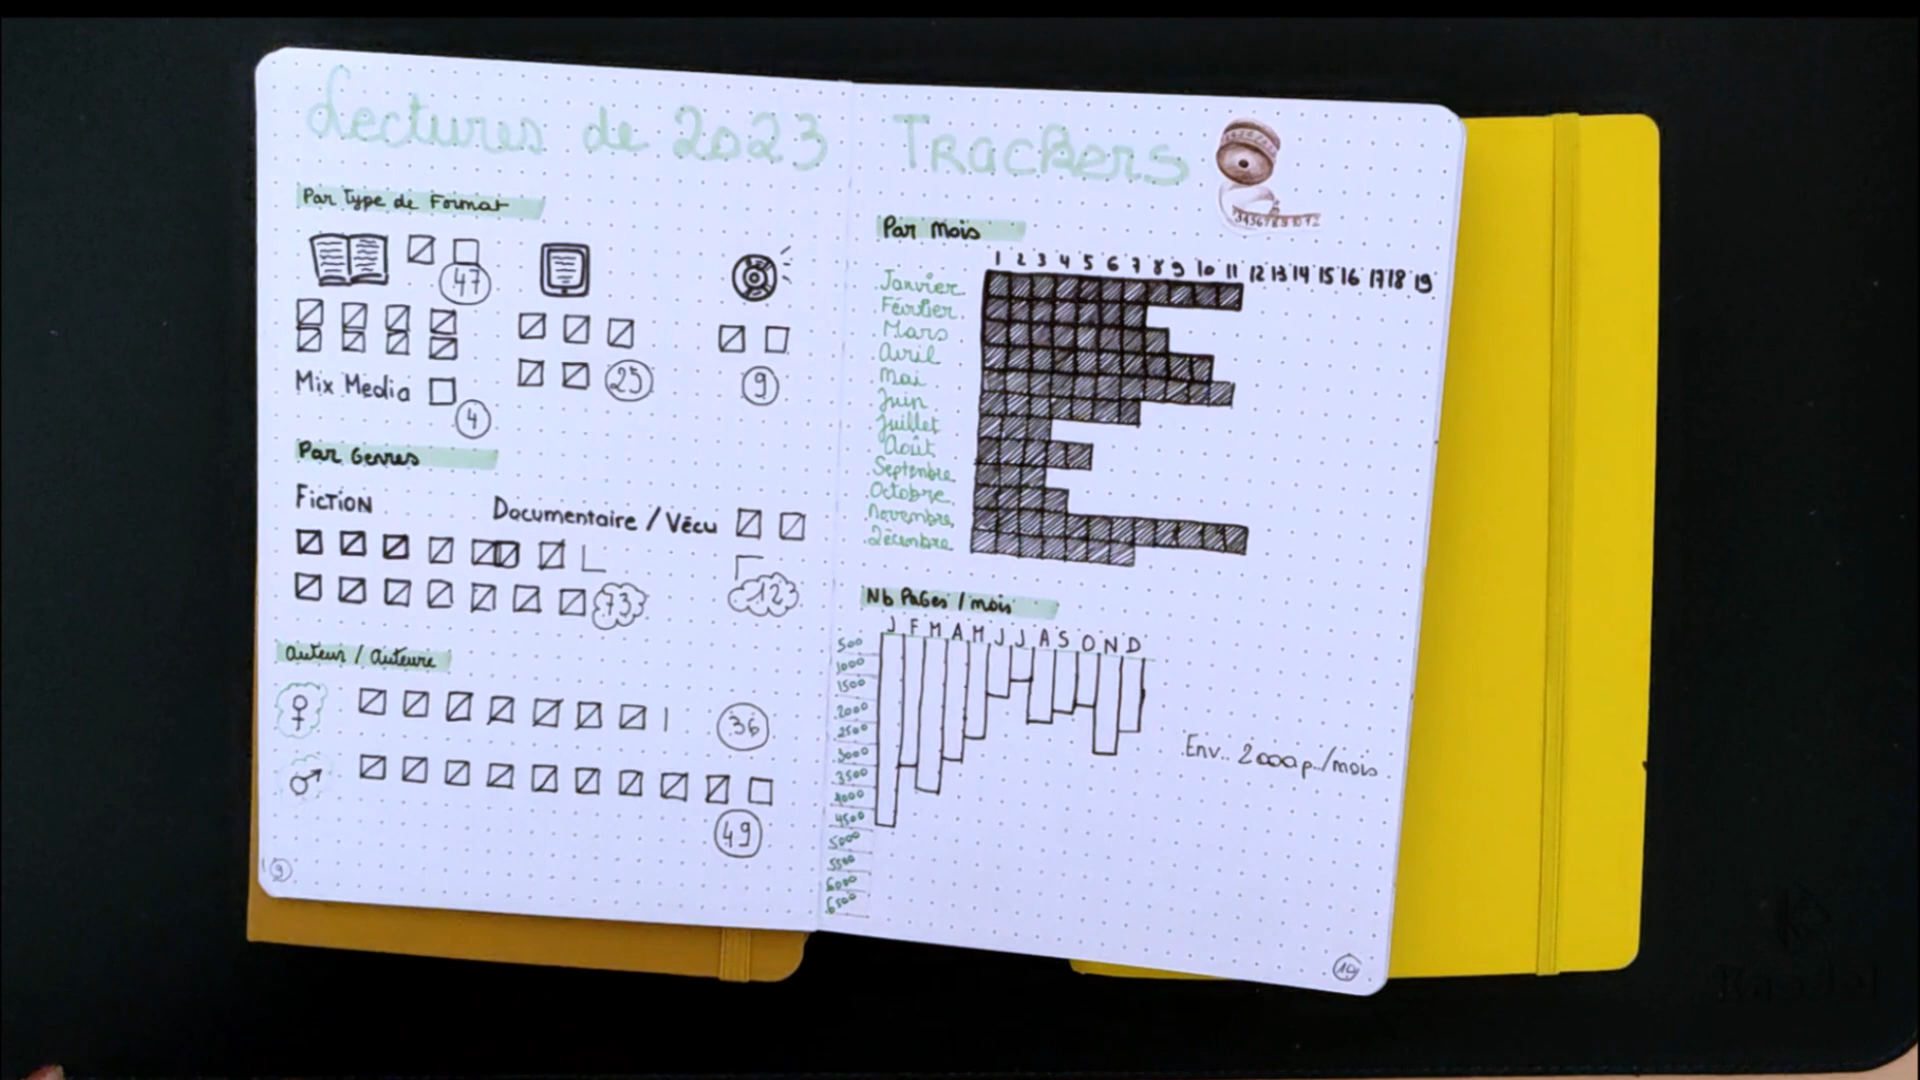 Lectures de 2023
Par Type de Format
47
25
9
Mix Media
4
Par Genres
Fiction
Documentaire / Vécu
73
12
auteur / auteure
♀
36
♂
49
9
Trackers
Par Mois
1 2 3 4 5 6 7 8 9 10 11 12 13 14 15 16 17 18 19
Janvier
Février
Mars
Avril
Mai
Juin
Juillet
Août
Septembre
Octobre
Novembre
Décembre
Nb Pages / mois
J F M A M J J A S O N D
500
1000
1500
2000
2500
3000
3500
4000
4500
5000
5500
6000
6500
Env. 2000p./mois
10